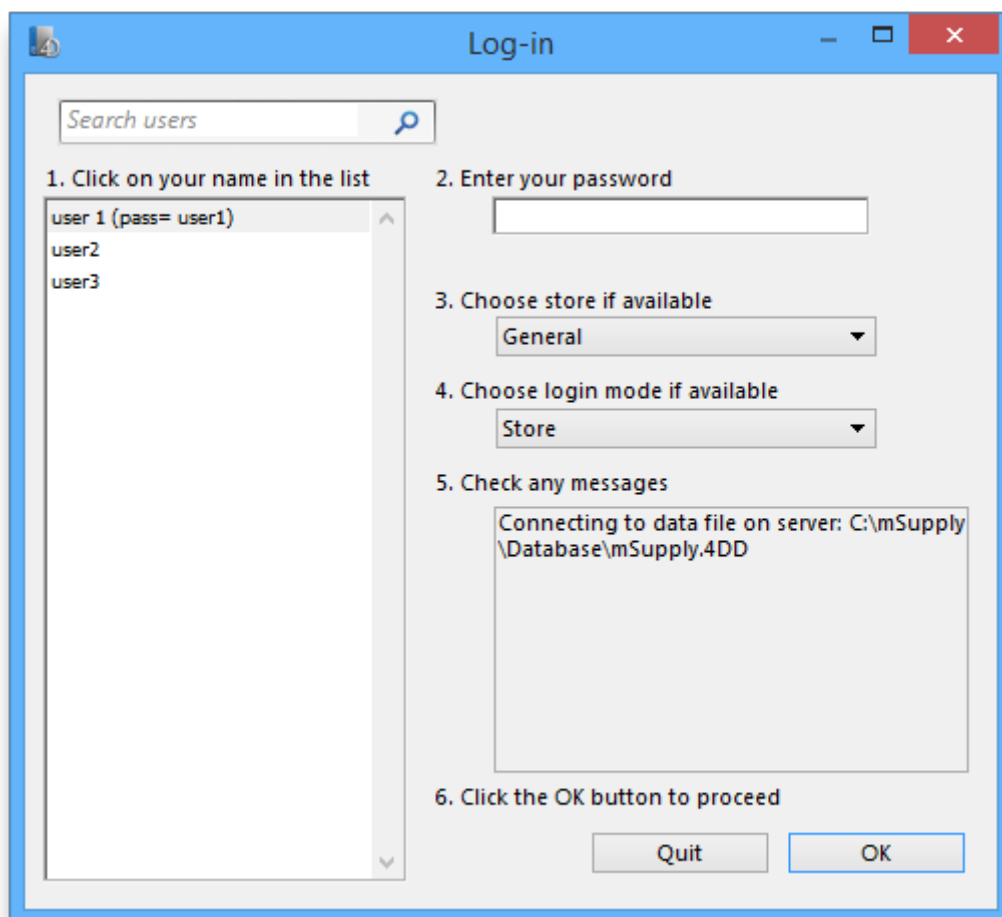 Log-in
Search users
1. Click on your name in the list
user 1 (pass= user1)
user2
user3
2. Enter your password
3. Choose store if available
General
4. Choose login mode if available
Store
5. Check any messages
Connecting to data file on server: C:\mSupply
\Database\mSupply.4DD
6. Click the OK button to proceed
Quit
OK